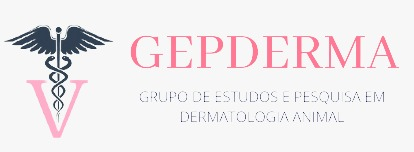 V
GEPDERMA
GRUPO DE ESTUDOS E PESQUISA EM
DERMATOLOGIA ANIMAL